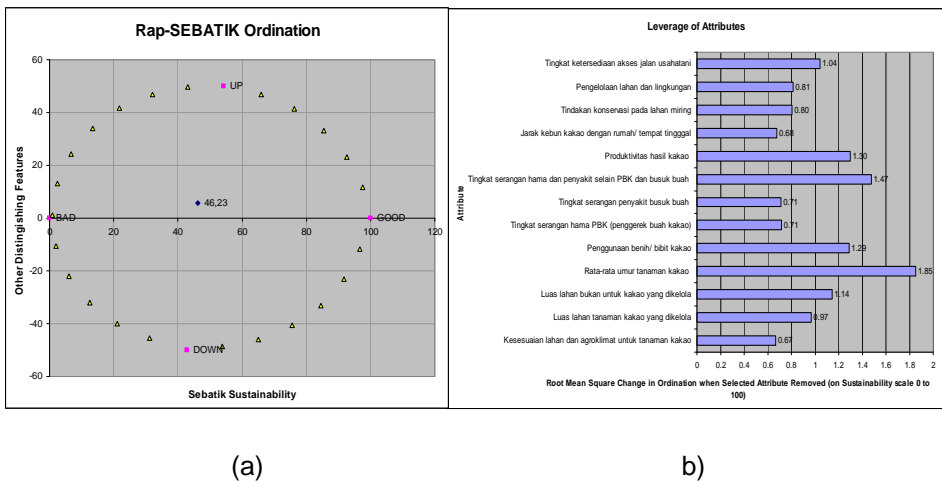 Rap-SEBATIK Ordination
Other Distinghising Features
60
40
20
0
-20
-40
-60
UP
46,23
BAD
GOOD
DOWN
0
20
40
60
80
100
120
Sebatik Sustainability
Leverage of Attributes
Attribute
Tingkat ketersediaan akses jalan usahatani
1.04
Pengelolaan lahan dan lingkungan
0.81
Tindakan konservasi pada lahan miring
0.80
Jarak kebun kakao dengan rumah/ tempat tingggal
0.68
Produktivitas hasil kakao
1.30
Tingkat serangan hama dan penyakit selain PBK dan busuk buah
1.47
Tingkat serangan penyakit busuk buah
0.71
Tingkat serangan hama PBK (penggerek buah kakao)
0.71
Penggunaan benih/ bibit kakao
1.29
Rata-rata umur tanaman kakao
1.85
Luas lahan bukan untuk kakao yang dikelola
1.14
Luas lahan tanaman kakao yang dikelola
0.97
Kesesuaian lahan dan agroklimat untuk tanaman kakao
0.67
0 0.2 0.4 0.6 0.8 1 1.2 1.4 1.6 1.8 2
Root Mean Square Change in Ordination when Selected Attribute Removed (on Sustainability scale 0 to
100)
(a)
b)